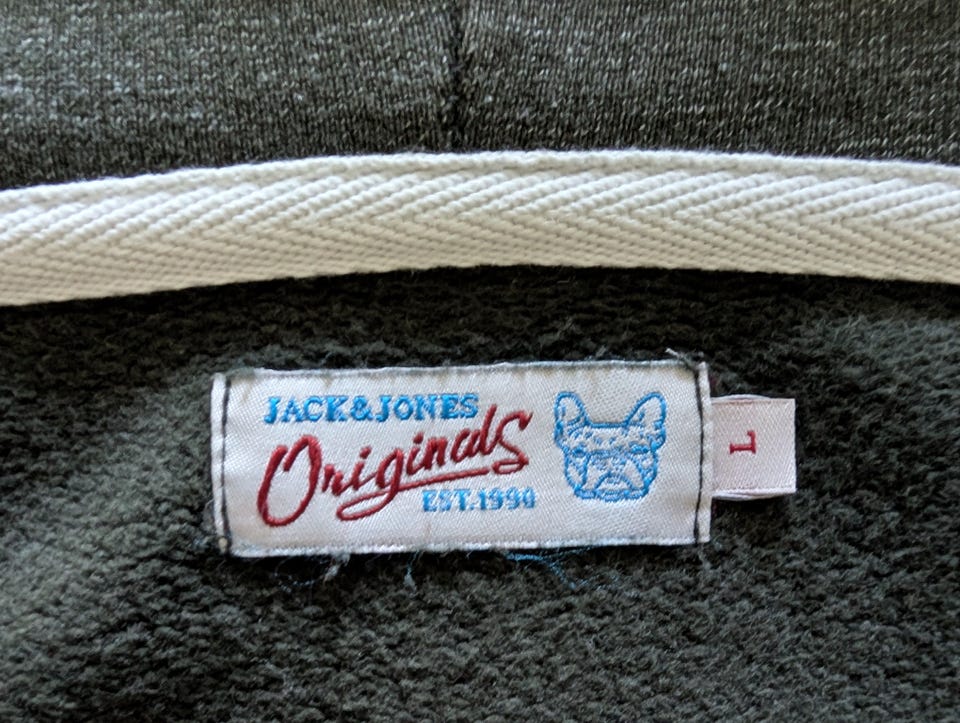 JACK&JONES
Originals
EST.1990
L